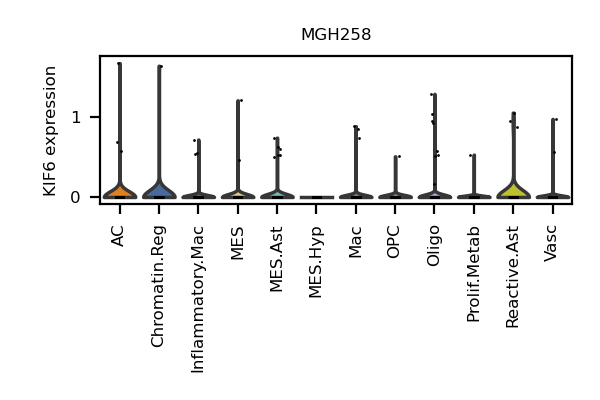 MGH258
KIF6 expression
1
0
AC
Chromatin.Reg
Inflammatory.Mac
MES
MES.Ast
MES.Hyp
Mac
OPC
Oligo
Prolif.Metab
Reactive.Ast
Vasc